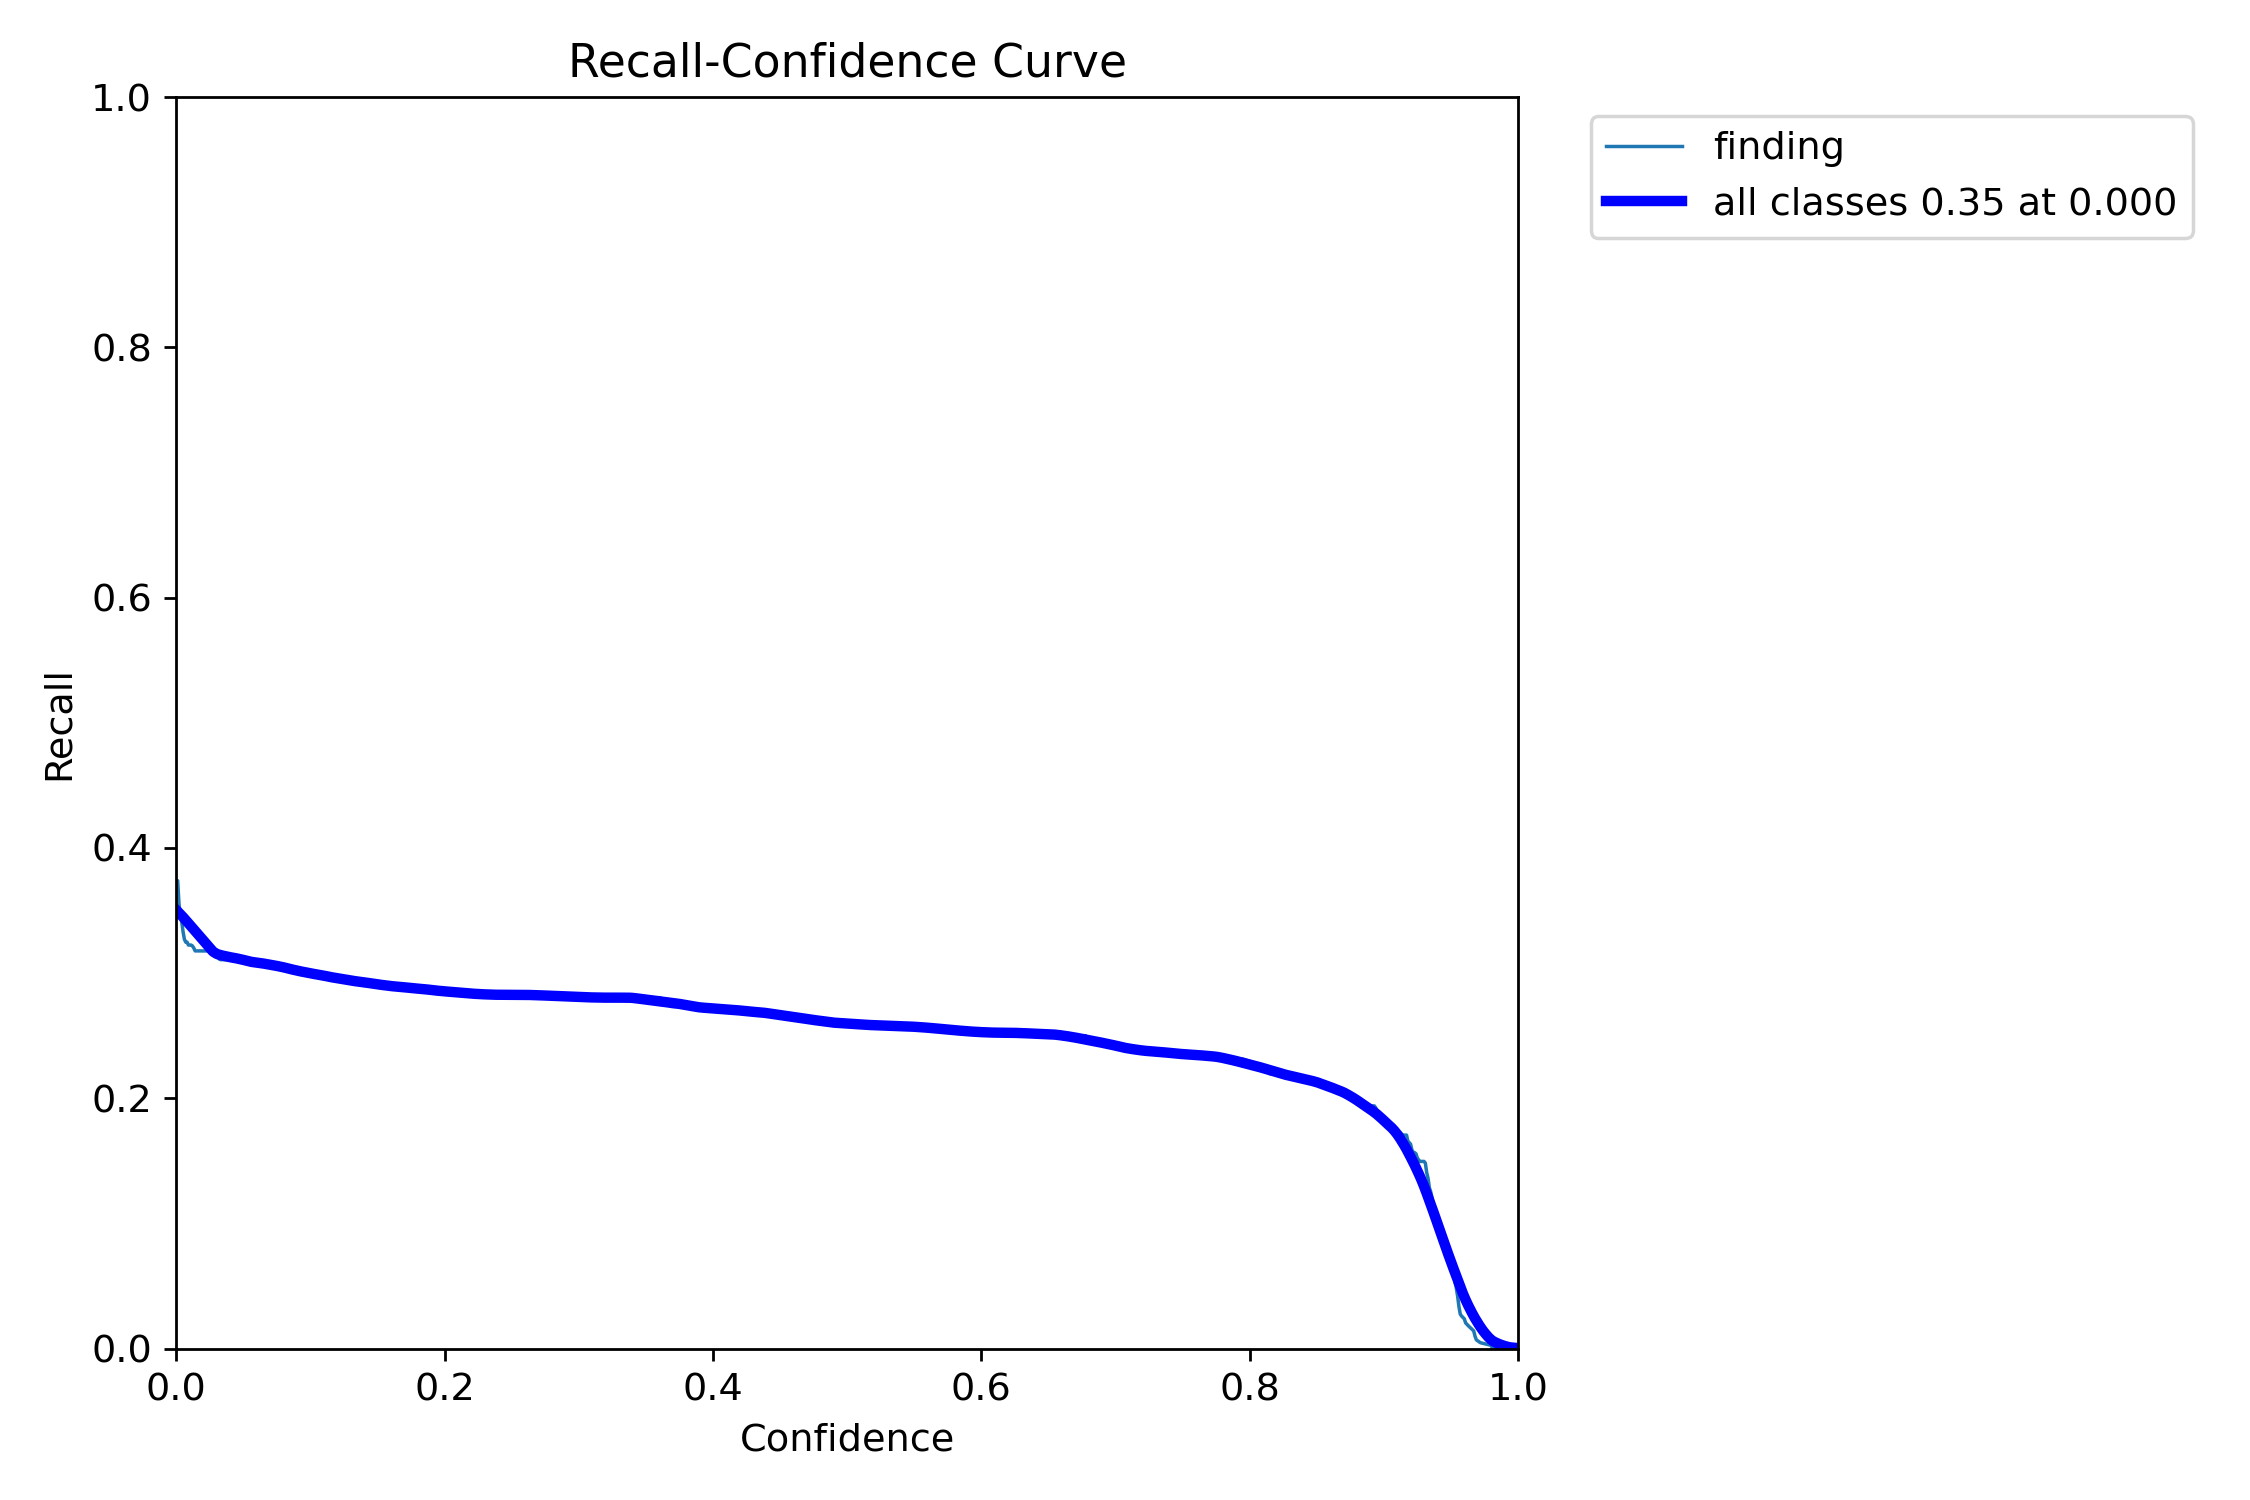 Recall-Confidence Curve
finding
all classes 0.35 at 0.000
Recall
1.0
0.8
0.6
0.4
0.2
0.0
0.0 0.2 0.4 0.6 0.8 1.0
Confidence